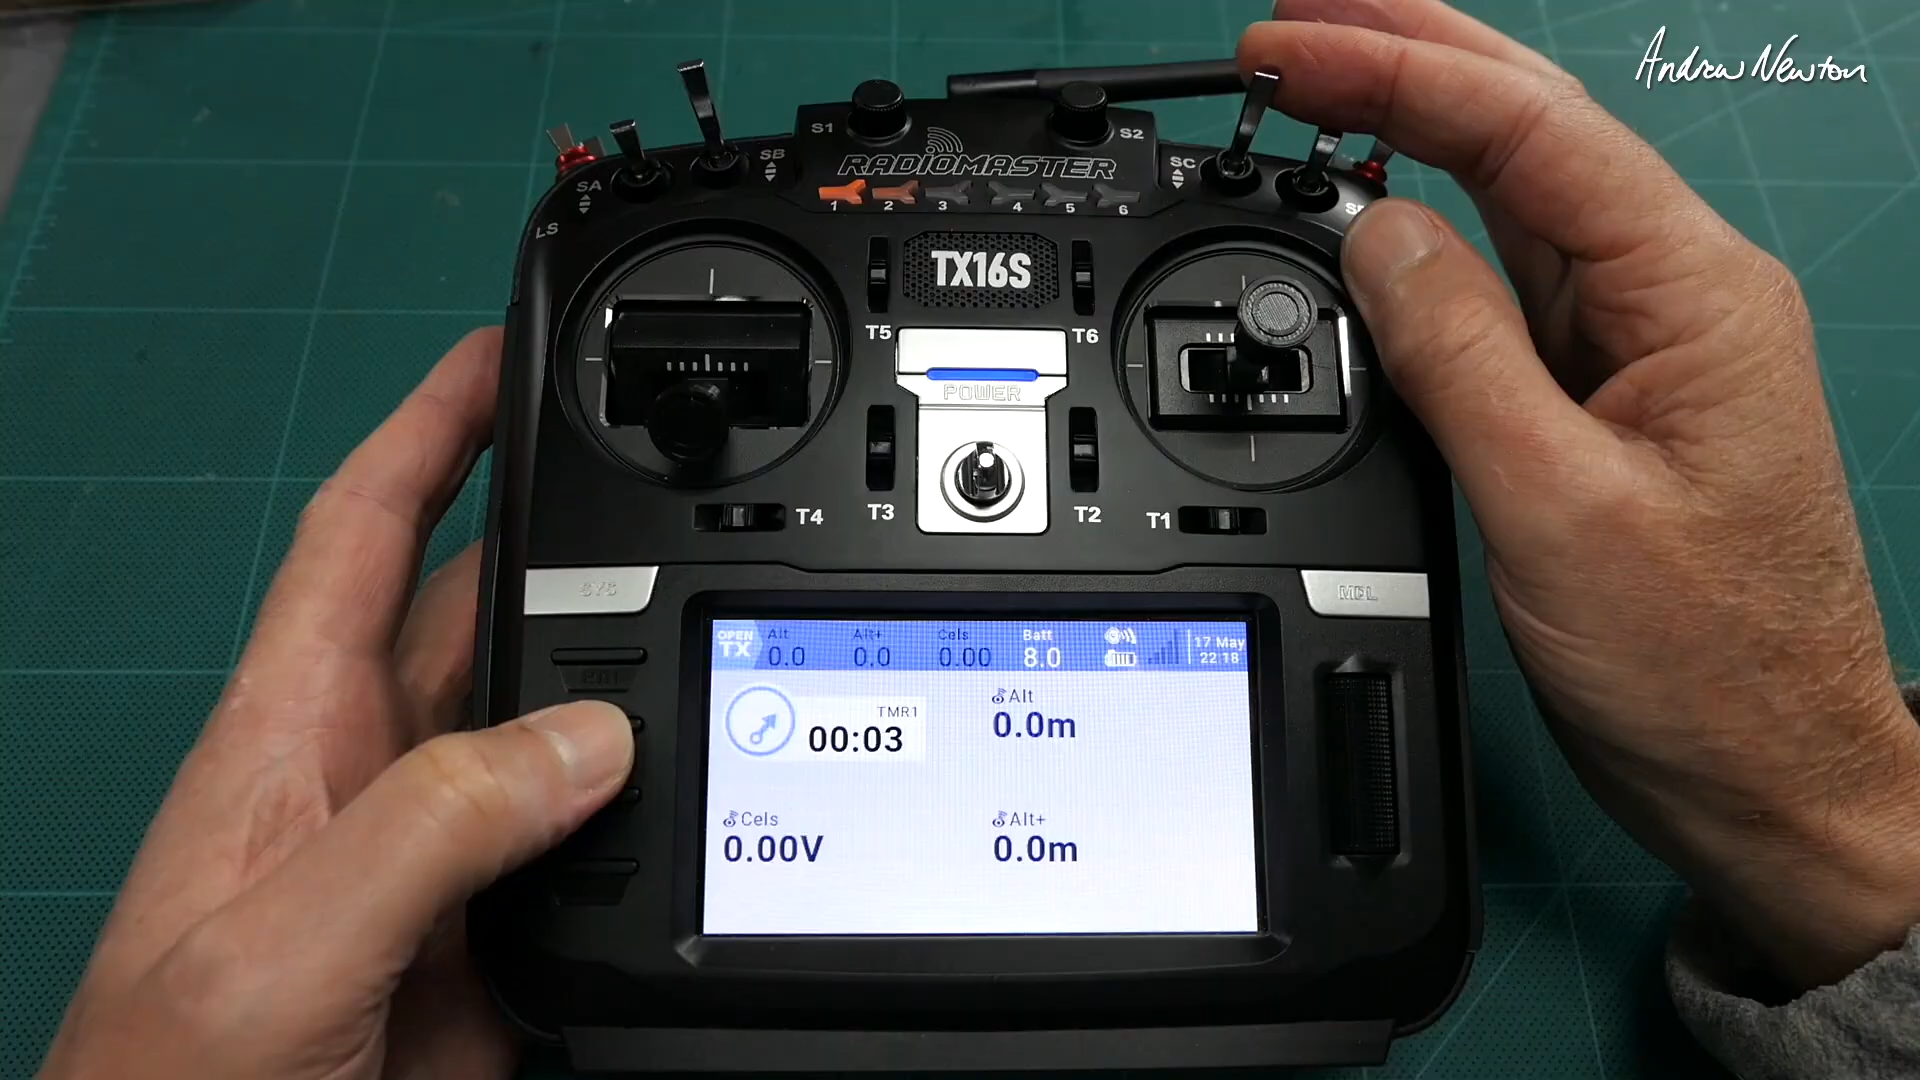 Andrew Newton
S1
S2
SB
SC
RADIOMASTER
SA
1 2 3 4 5 6
LS
TX16S
T5
T6
POWER
T4
T3
T2
T1
SYS
MDL
OPEN TX
Alt 0.0
Alt+ 0.0
Cels 0.00
Batt 8.0
17 May
22:18
TMR1
00:03
Alt
0.0m
Cels
0.00V
Alt+
0.0m